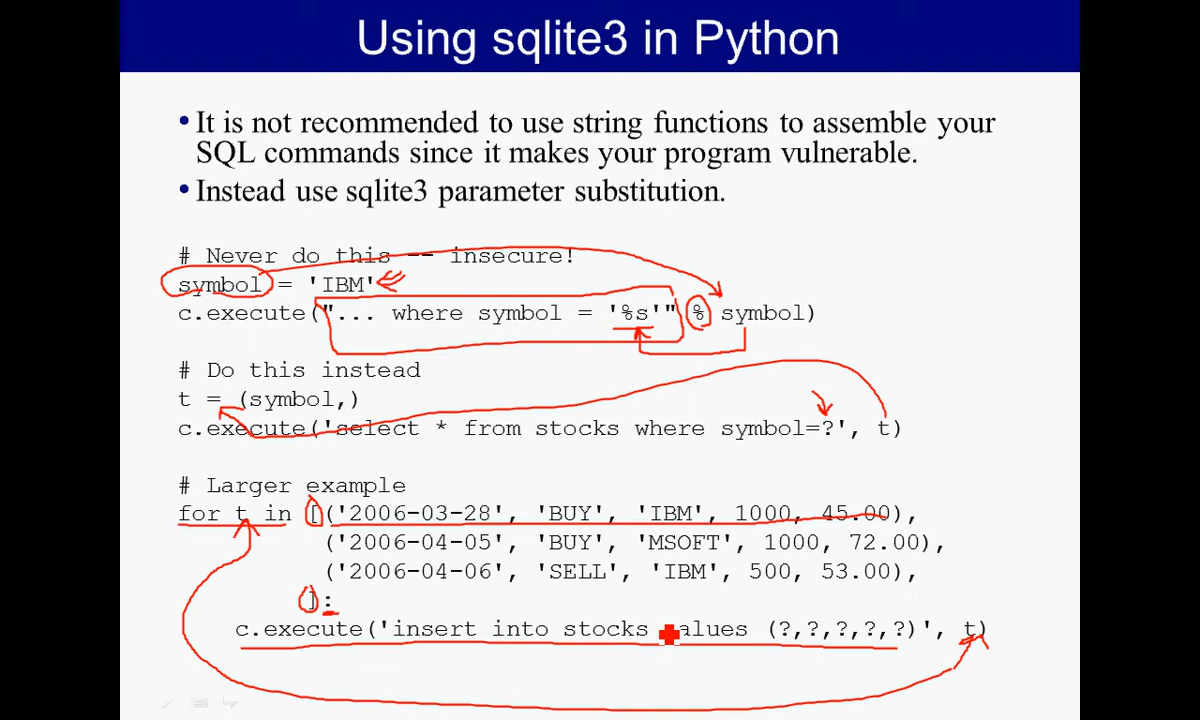 Using sqlite3 in Python
• It is not recommended to use string functions to assemble your
SQL commands since it makes your program vulnerable.
• Instead use sqlite3 parameter substitution.
# Never do this -- insecure!
symbol = 'IBM'
c.execute("... where symbol = '%s'" % symbol)
# Do this instead
t = (symbol,)
c.execute('select * from stocks where symbol=?', t)
# Larger example
for t in [('2006-03-28', 'BUY', 'IBM', 1000, 45.00),
('2006-04-05', 'BUY', 'MSOFT', 1000, 72.00),
('2006-04-06', 'SELL', 'IBM', 500, 53.00),
]:
c.execute('insert into stocks values (?,?,?,?,?)', t)